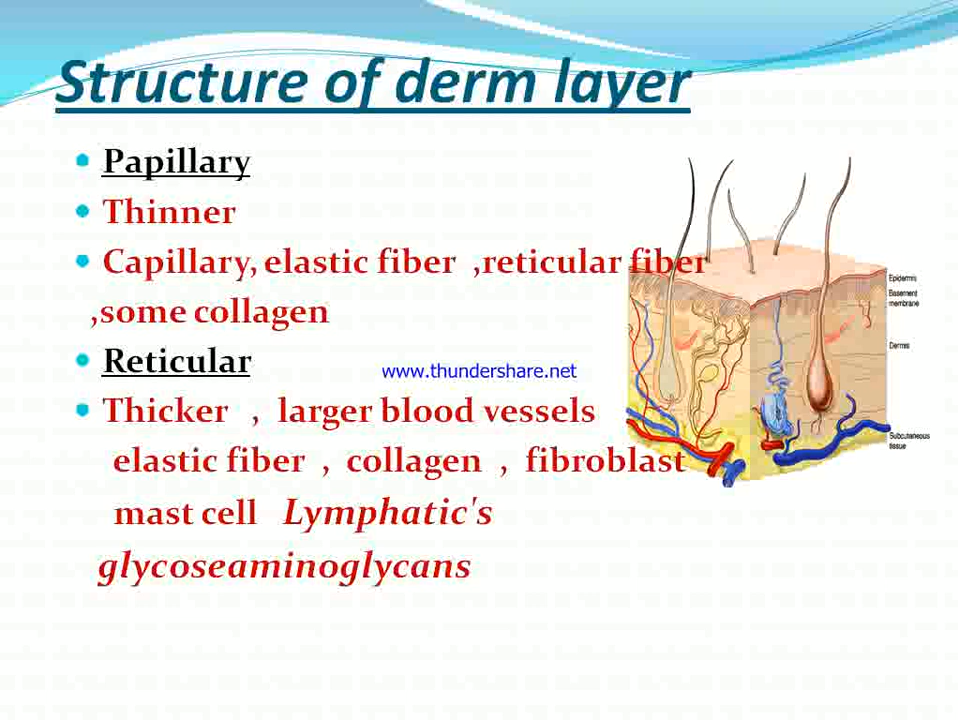 Structure of derm layer
Papillary
Thinner
Capillary, elastic fiber ,reticular fiber
,some collagen
Reticular
www.thundershare.net
Thicker , larger blood vessels
elastic fiber , collagen , fibroblast
mast cell Lymphatic's
glycoseaminoglycans
Epidermis
Basement
membrane
Dermis
Subcutaneous
tissue